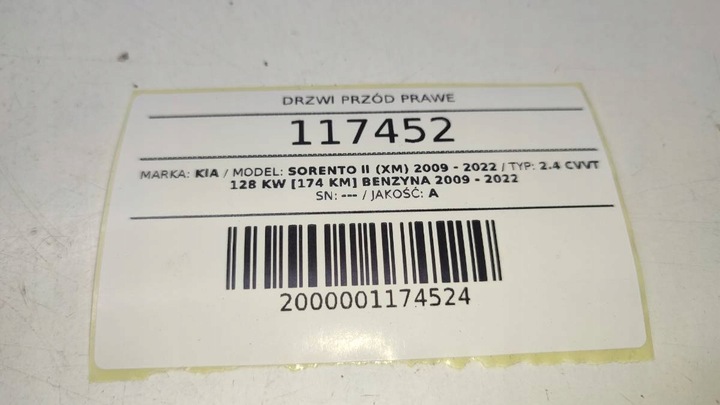 DRZWI PRZÓD PRAWE
117452
MARKA: KIA / MODEL: SORENTO II (XM) 2009 - 2022 / TYP: 2.4 CVVT
128 KW [174 KM] BENZYNA 2009 - 2022
SN: --- / JAKOŚĆ: A
2000001174524